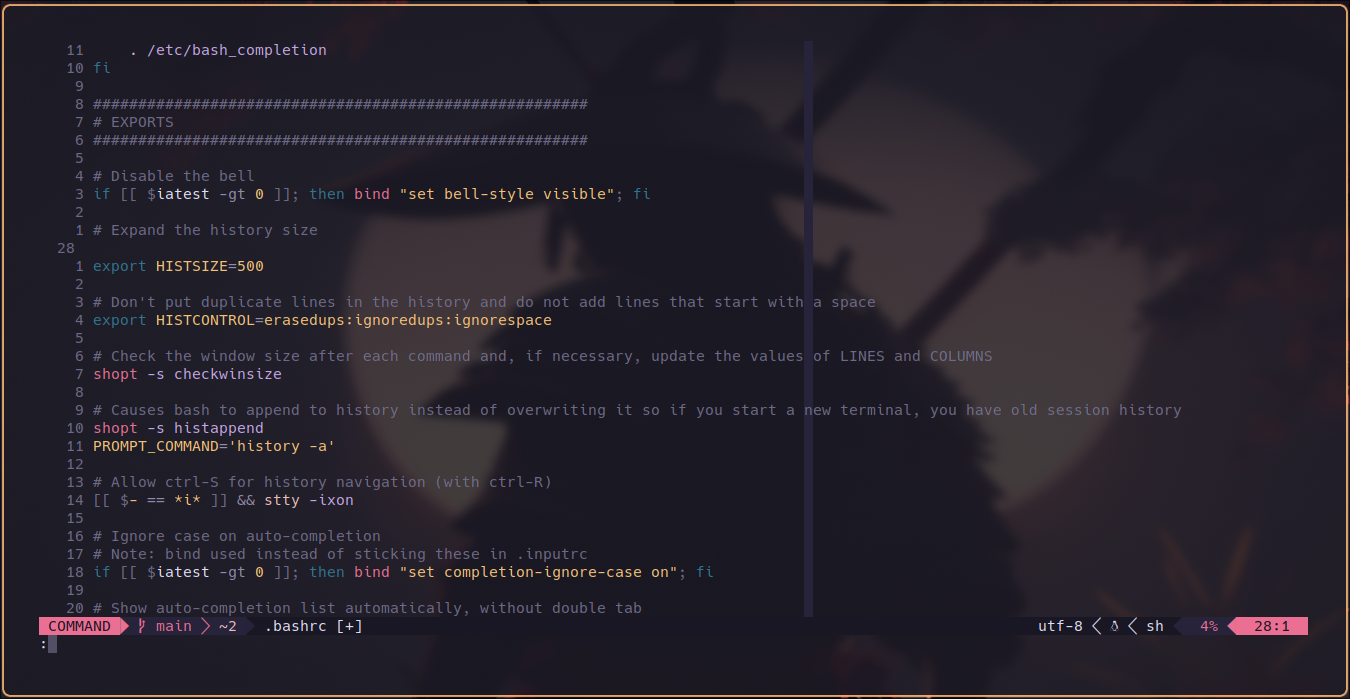 11     . /etc/bash_completion
10 fi
9
8 #######################################################
7 # EXPORTS
6 #######################################################
5
4 # Disable the bell
3 if [[ $iatest -gt 0 ]]; then bind "set bell-style visible"; fi
2
1 # Expand the history size
28
1 export HISTSIZE=500
2
3 # Don't put duplicate lines in the history and do not add lines that start with a space
4 export HISTCONTROL=erasedups:ignoredups:ignorespace
5
6 # Check the window size after each command and, if necessary, update the values of LINES and COLUMNS
7 shopt -s checkwinsize
8
9 # Causes bash to append to history instead of overwriting it so if you start a new terminal, you have old session history
10 shopt -s histappend
11 PROMPT_COMMAND='history -a'
12
13 # Allow ctrl-S for history navigation (with ctrl-R)
14 [[ $- == *i* ]] && stty -ixon
15
16 # Ignore case on auto-completion
17 # Note: bind used instead of sticking these in .inputrc
18 if [[ $iatest -gt 0 ]]; then bind "set completion-ignore-case on"; fi
19
20 # Show auto-completion list automatically, without double tab
COMMAND main ~2 .bashrc [+] utf-8 sh 4% 28:1
: